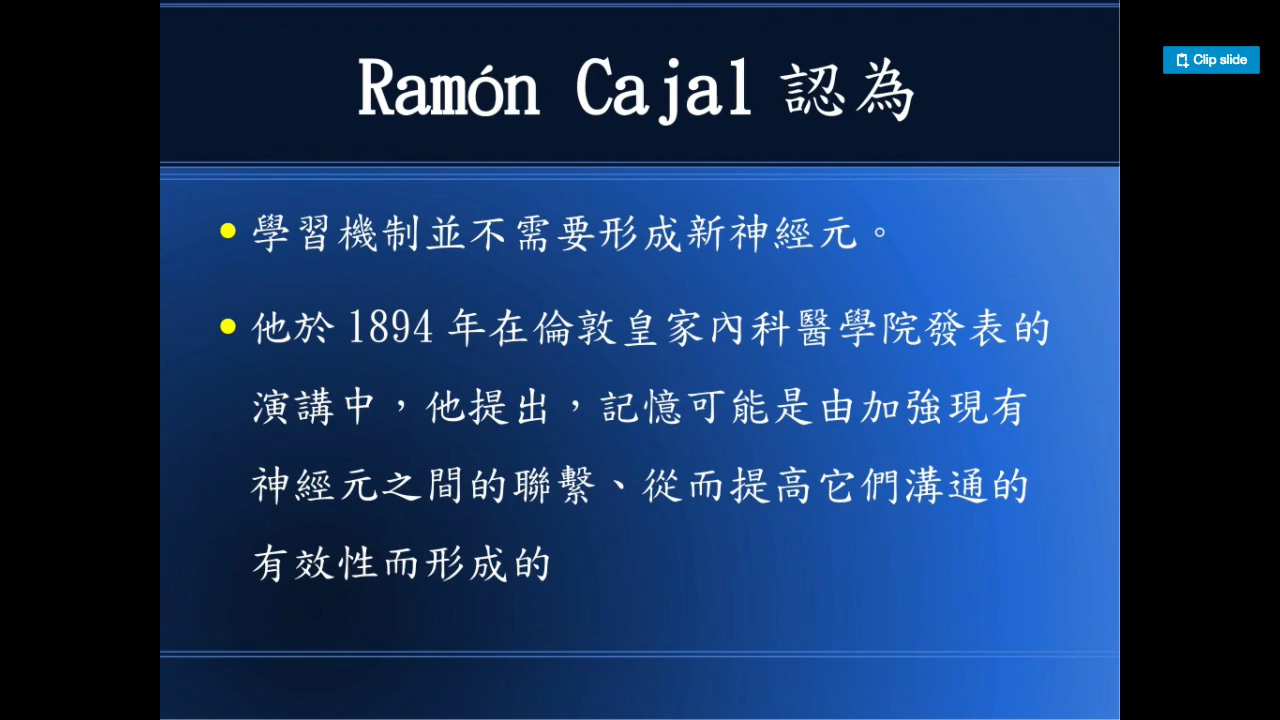 Clip slide
Ramón Cajal 認為
學習機制並不需要形成新神經元。
他於 1894 年在倫敦皇家內科醫學院發表的
演講中，他提出，記憶可能是由加強現有
神經元之間的聯繫、從而提高它們溝通的
有效性而形成的